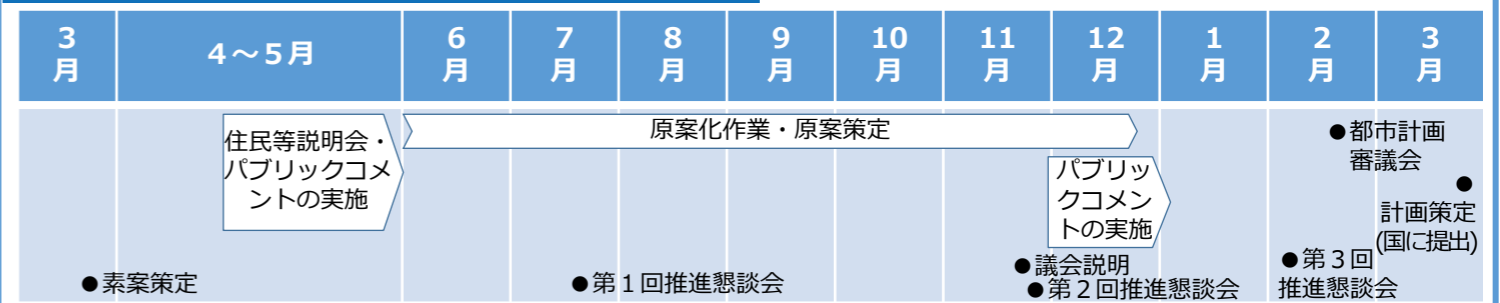 3
月
４～５月
6
月
7
月
8
月
9
月
10
月
11
月
12
月
1
月
2
月
3
月
住民等説明会・
パブリックコメ
ントの実施
原案化作業・原案策定
パブリッ
クコメン
トの実施
●都市計画
審議会
●
計画策定
(国に提出)
●素案策定
●第１回推進懇談会
●議会説明
●第２回推進懇談会
●第３回
推進懇談会